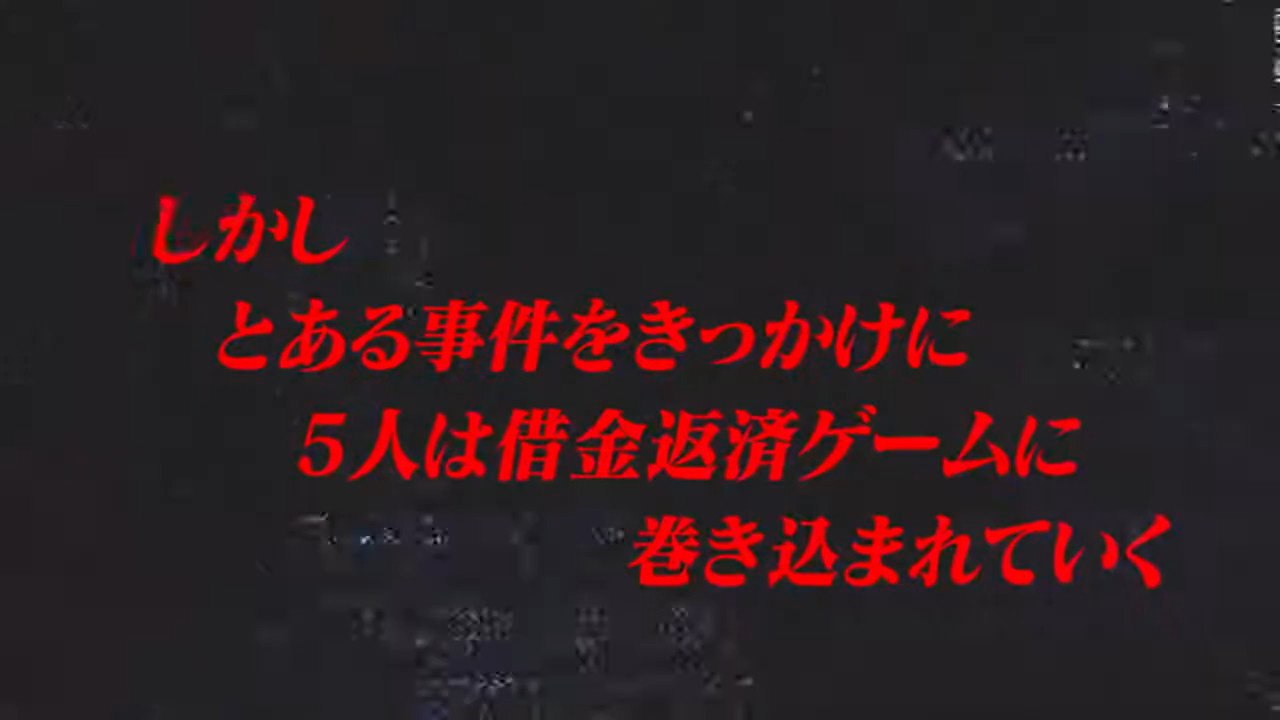 しかし
とある事件をきっかけに
5人は借金返済ゲームに
巻き込まれていく